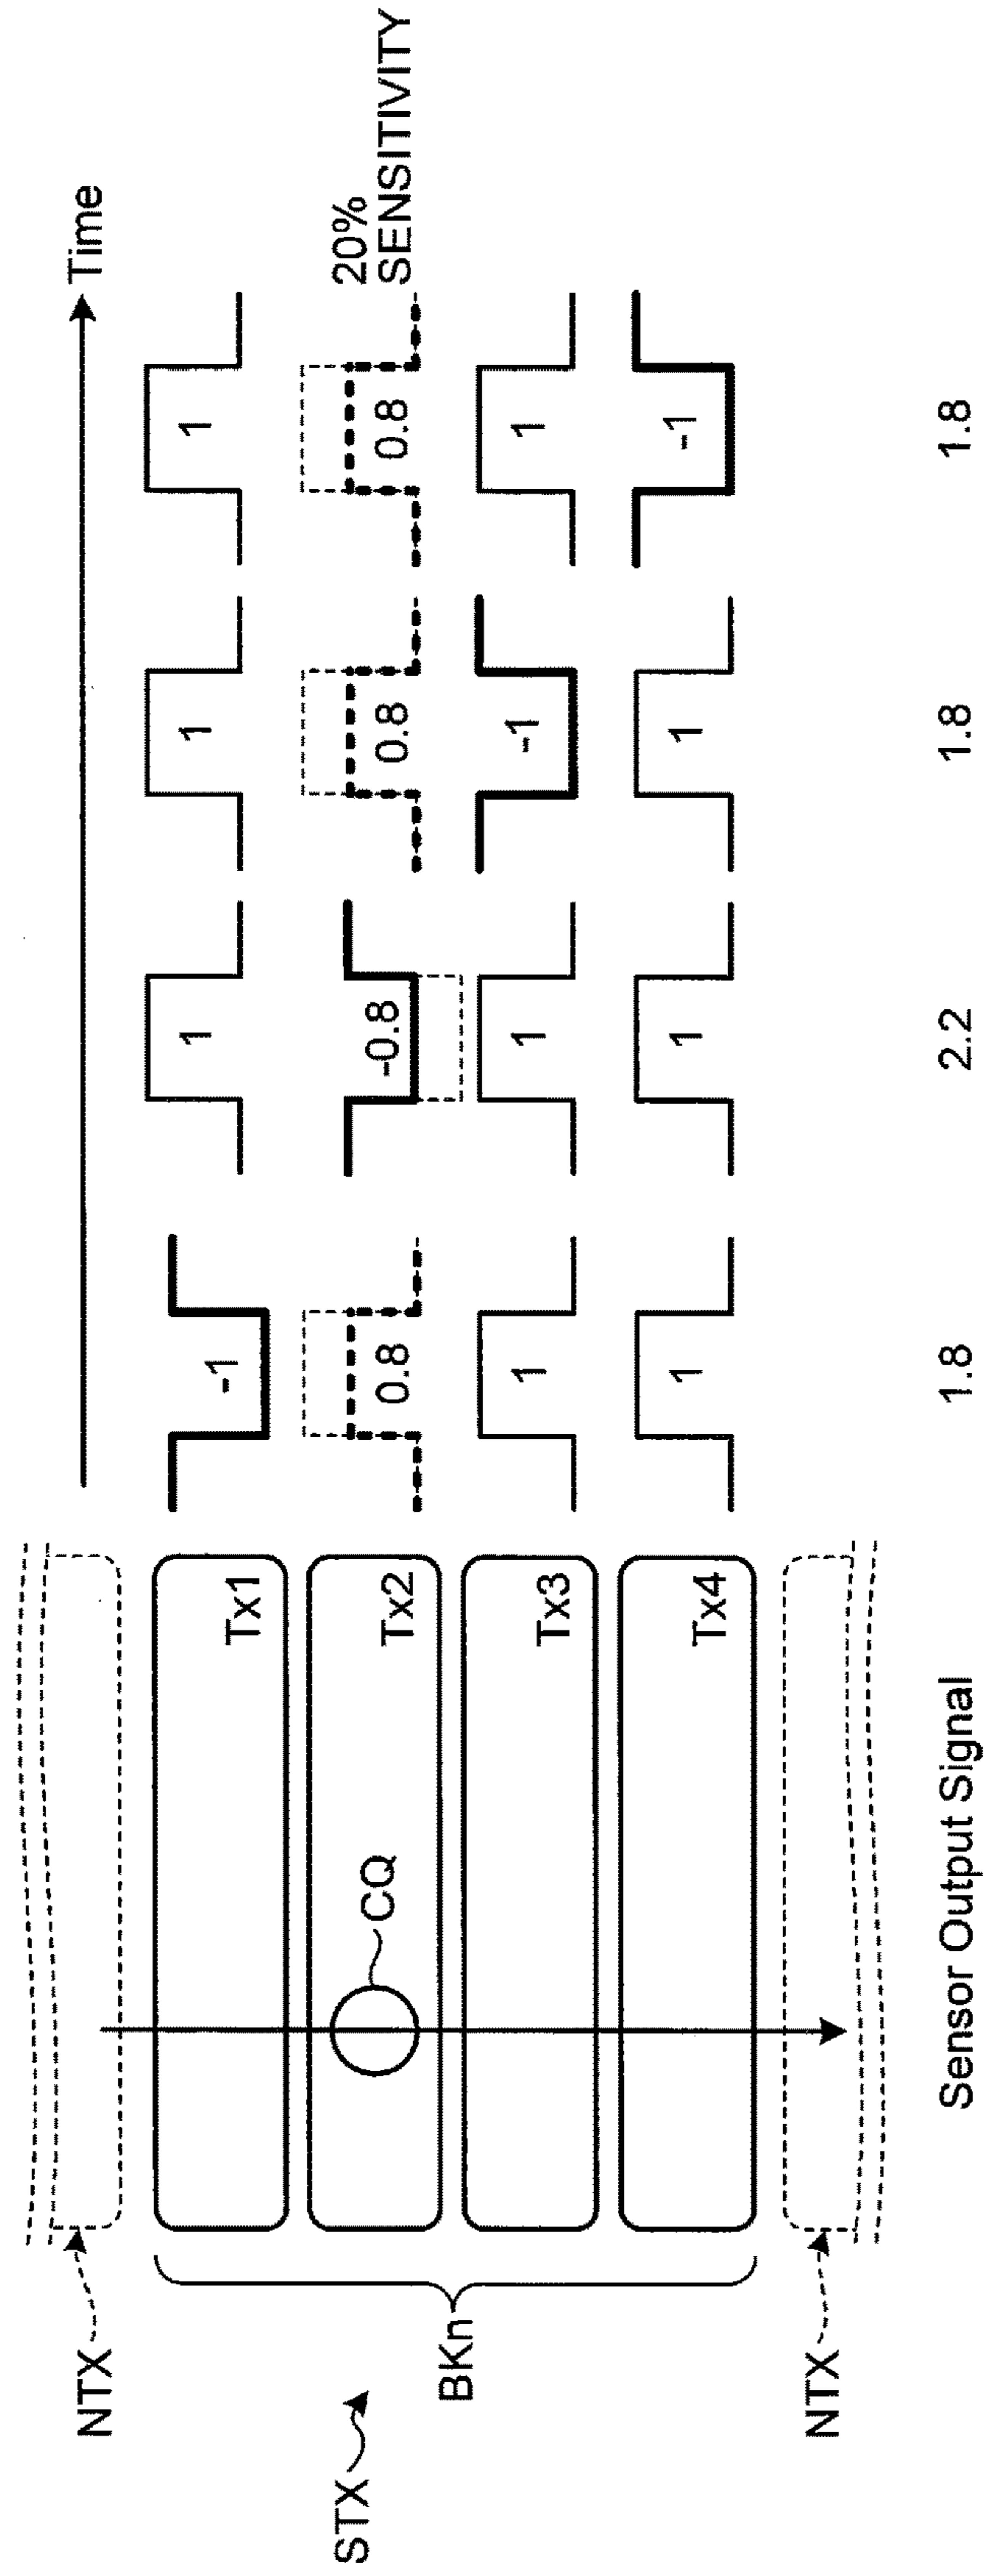 Time
NTX
STX
BKn
NTX
CQ
Tx1
Tx2
Tx3
Tx4
-1
1
1
1
0.8
-0.8
0.8
0.8
20%
SENSITIVITY
1
1
-1
1
1
1
1
-1
Sensor Output Signal
1.8
2.2
1.8
1.8